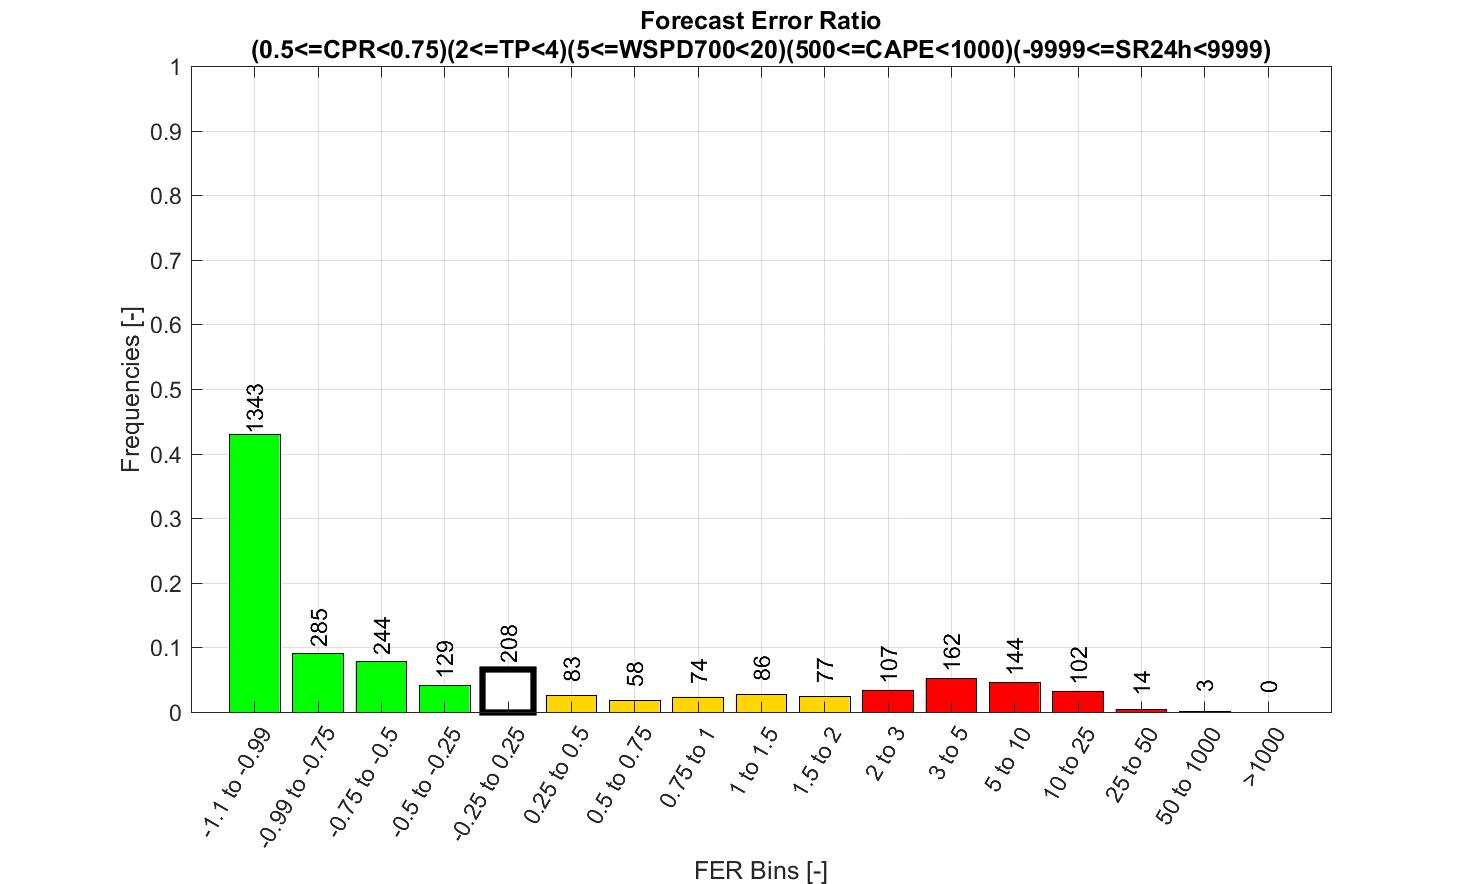 Forecast Error Ratio
(0.5<=CPR<0.75)(2<=TP<4)(5<=WSPD700<20)(500<=CAPE<1000)(-9999<=SR24h<9999)
1
0.9
0.8
0.7
0.6
0.5
0.4
0.3
0.2
0.1
0
Frequencies [-]
1343
285
244
129
208
83
58
74
86
77
107
162
144
102
14
3
0
-1.1 to -0.99
-0.99 to -0.75
-0.75 to -0.5
-0.5 to -0.25
-0.25 to 0.25
0.25 to 0.5
0.5 to 0.75
0.75 to 1
1 to 1.5
1.5 to 2
2 to 3
3 to 5
5 to 10
10 to 25
25 to 50
50 to 1000
>1000
FER Bins [-]